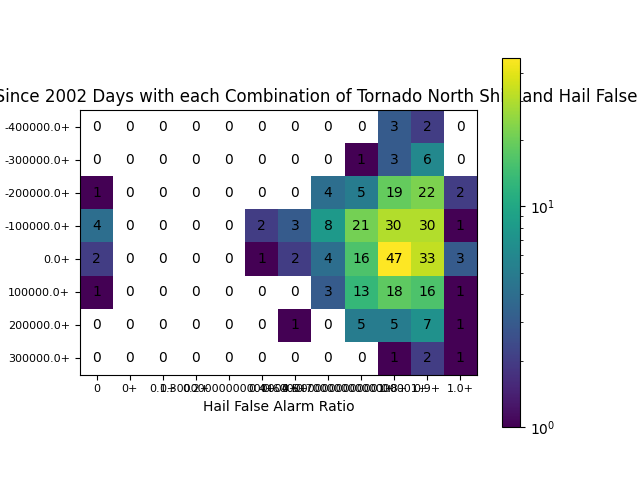 Since 2002 Days with each Combination of Tornado North Shi and Hail False
-400000.0+ 0 0 0 0 0 0 0 0 0 3 2 0
-300000.0+ 0 0 0 0 0 0 0 0 1 3 6 0
-200000.0+ 1 0 0 0 0 0 0 4 5 19 22 2
-100000.0+ 4 0 0 0 0 2 3 8 21 30 30 1
0.0+ 2 0 0 0 0 1 2 4 16 47 33 3
100000.0+ 1 0 0 0 0 0 0 3 13 18 16 1
200000.0+ 0 0 0 0 0 0 1 0 5 5 7 1
300000.0+ 0 0 0 0 0 0 0 0 0 1 2 1
0 0+ 1.0+
Hail False Alarm Ratio
10¹
10⁰